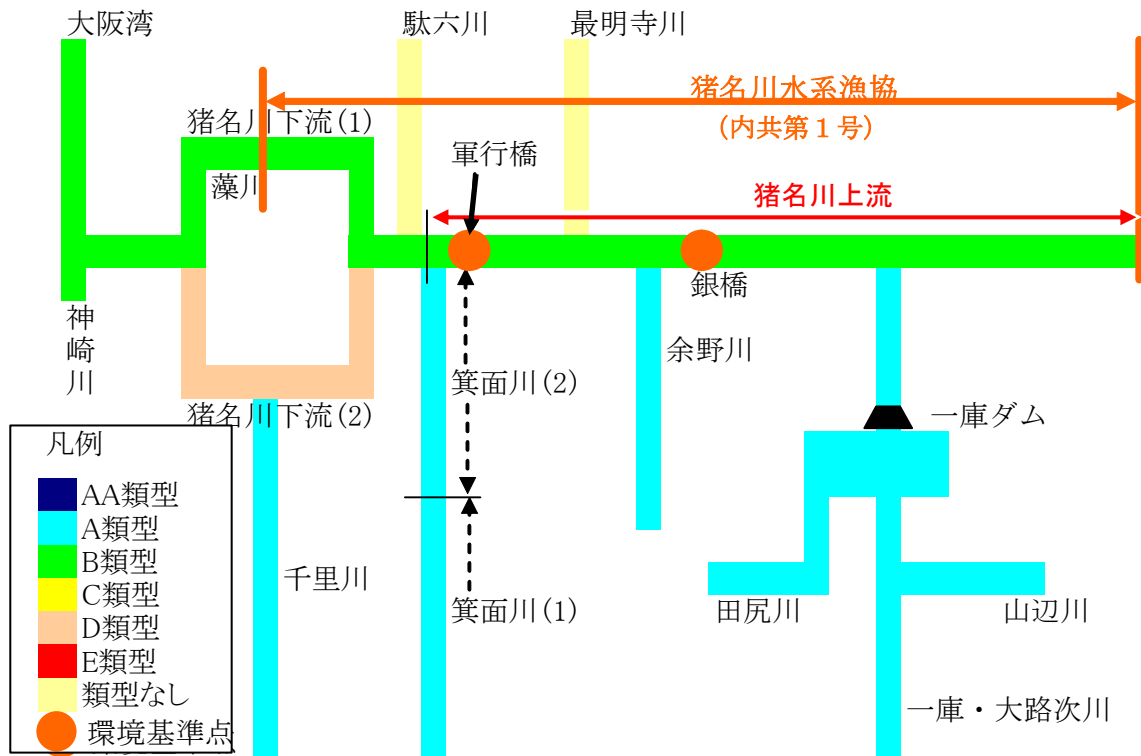 大阪湾
駄六川
最明寺川
猪名川水系漁協
(内共第1号)
猪名川下流(1)
軍行橋
藻川
猪名川上流
銀橋
神崎川
余野川
箕面川(2)
猪名川下流(2)
一庫ダム
凡例
AA類型
A類型
B類型
C類型
D類型
E類型
類型なし
環境基準点
千里川
箕面川(1)
田尻川
山辺川
一庫・大路次川